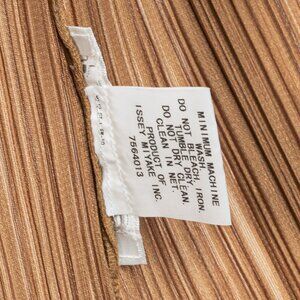 MINIMUM MACHINE
WASH.
DO NOT BLEACH, IRON.
TUMBLE DRY
DO NOT DRY CLEAN.
CLEAN IN NET.
PRODUCT OF
ISSEY MIYAKE INC.
7564013